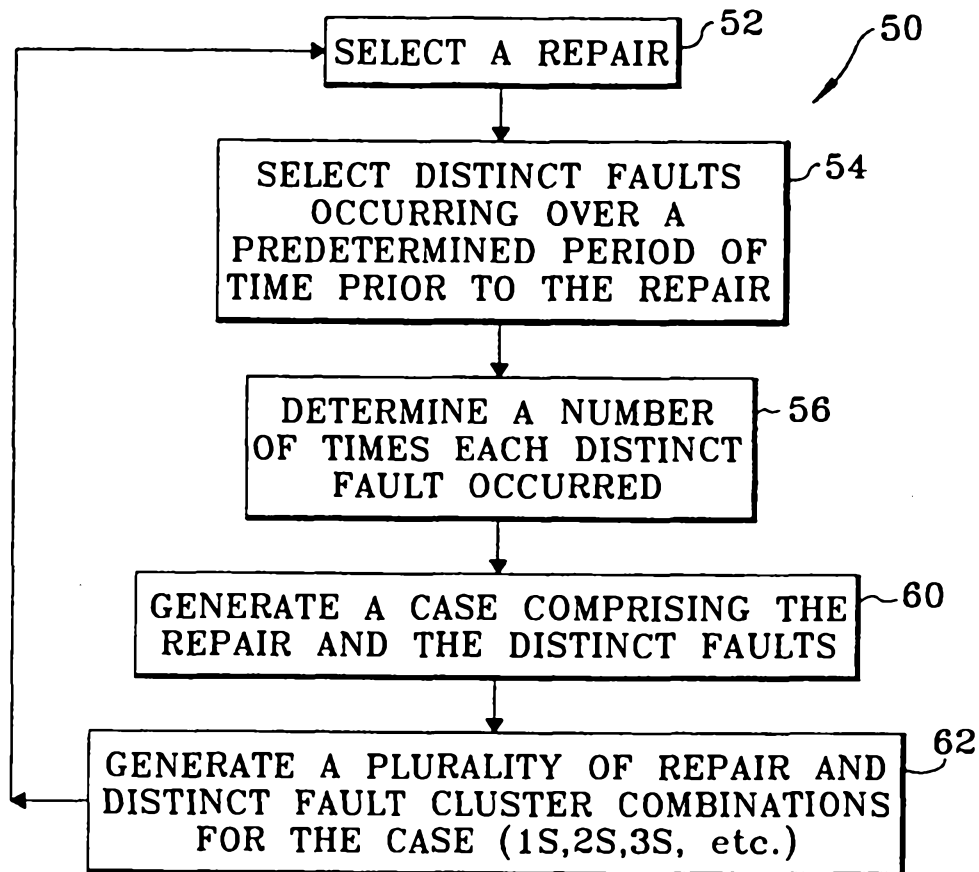 52
50
SELECT A REPAIR
54
SELECT DISTINCT FAULTS
OCCURRING OVER A
PREDETERMINED PERIOD OF
TIME PRIOR TO THE REPAIR
56
DETERMINE A NUMBER
OF TIMES EACH DISTINCT
FAULT OCCURRED
60
GENERATE A CASE COMPRISING THE
REPAIR AND THE DISTINCT FAULTS
62
GENERATE A PLURALITY OF REPAIR AND
DISTINCT FAULT CLUSTER COMBINATIONS
FOR THE CASE (1S,2S,3S, etc.)